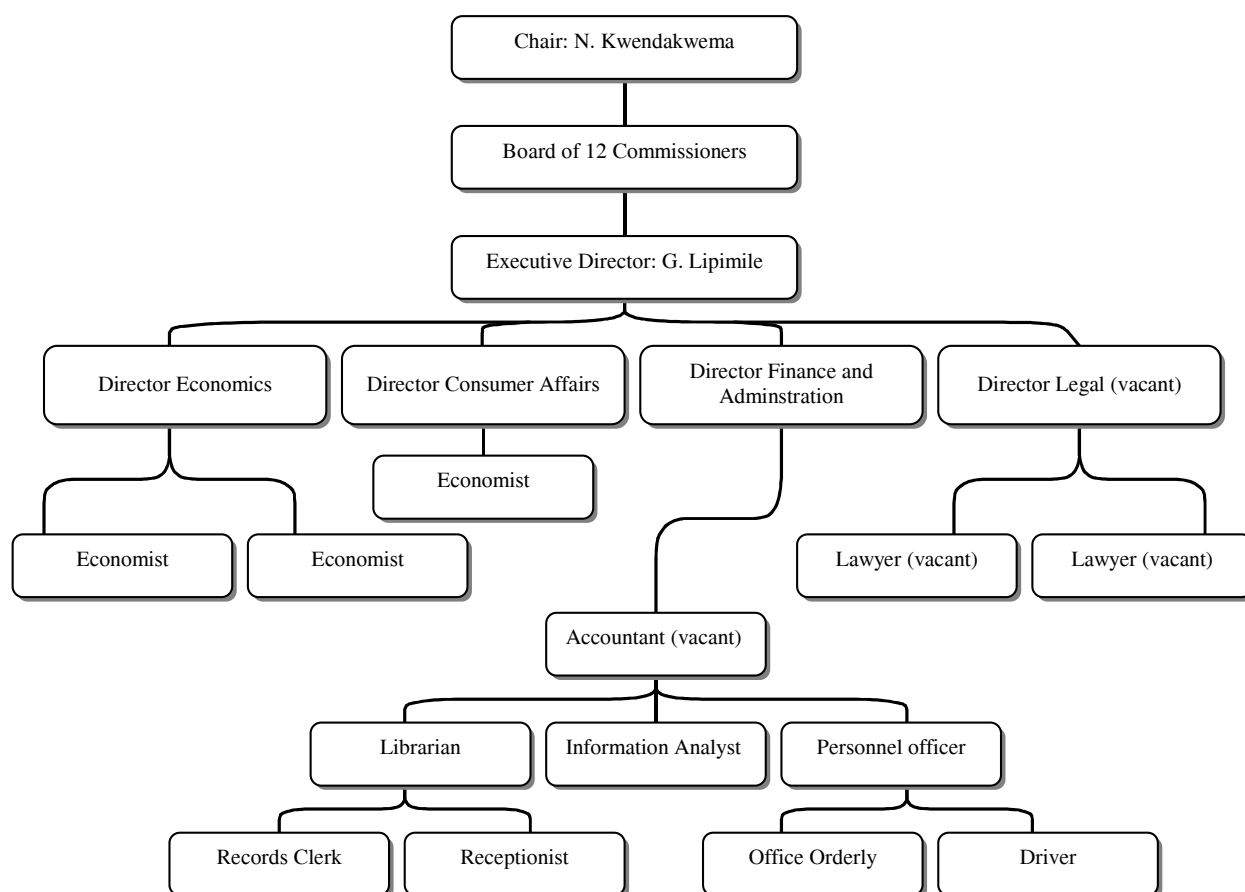 Chair: N. Kwendakwema
Board of 12 Commissioners
Executive Director: G. Lipimile
Director Economics
Director Consumer Affairs
Director Finance and
Adminstration
Director Legal (vacant)
Economist
Economist
Economist
Lawyer (vacant)
Lawyer (vacant)
Accountant (vacant)
Librarian
Information Analyst
Personnel officer
Records Clerk
Receptionist
Office Orderly
Driver